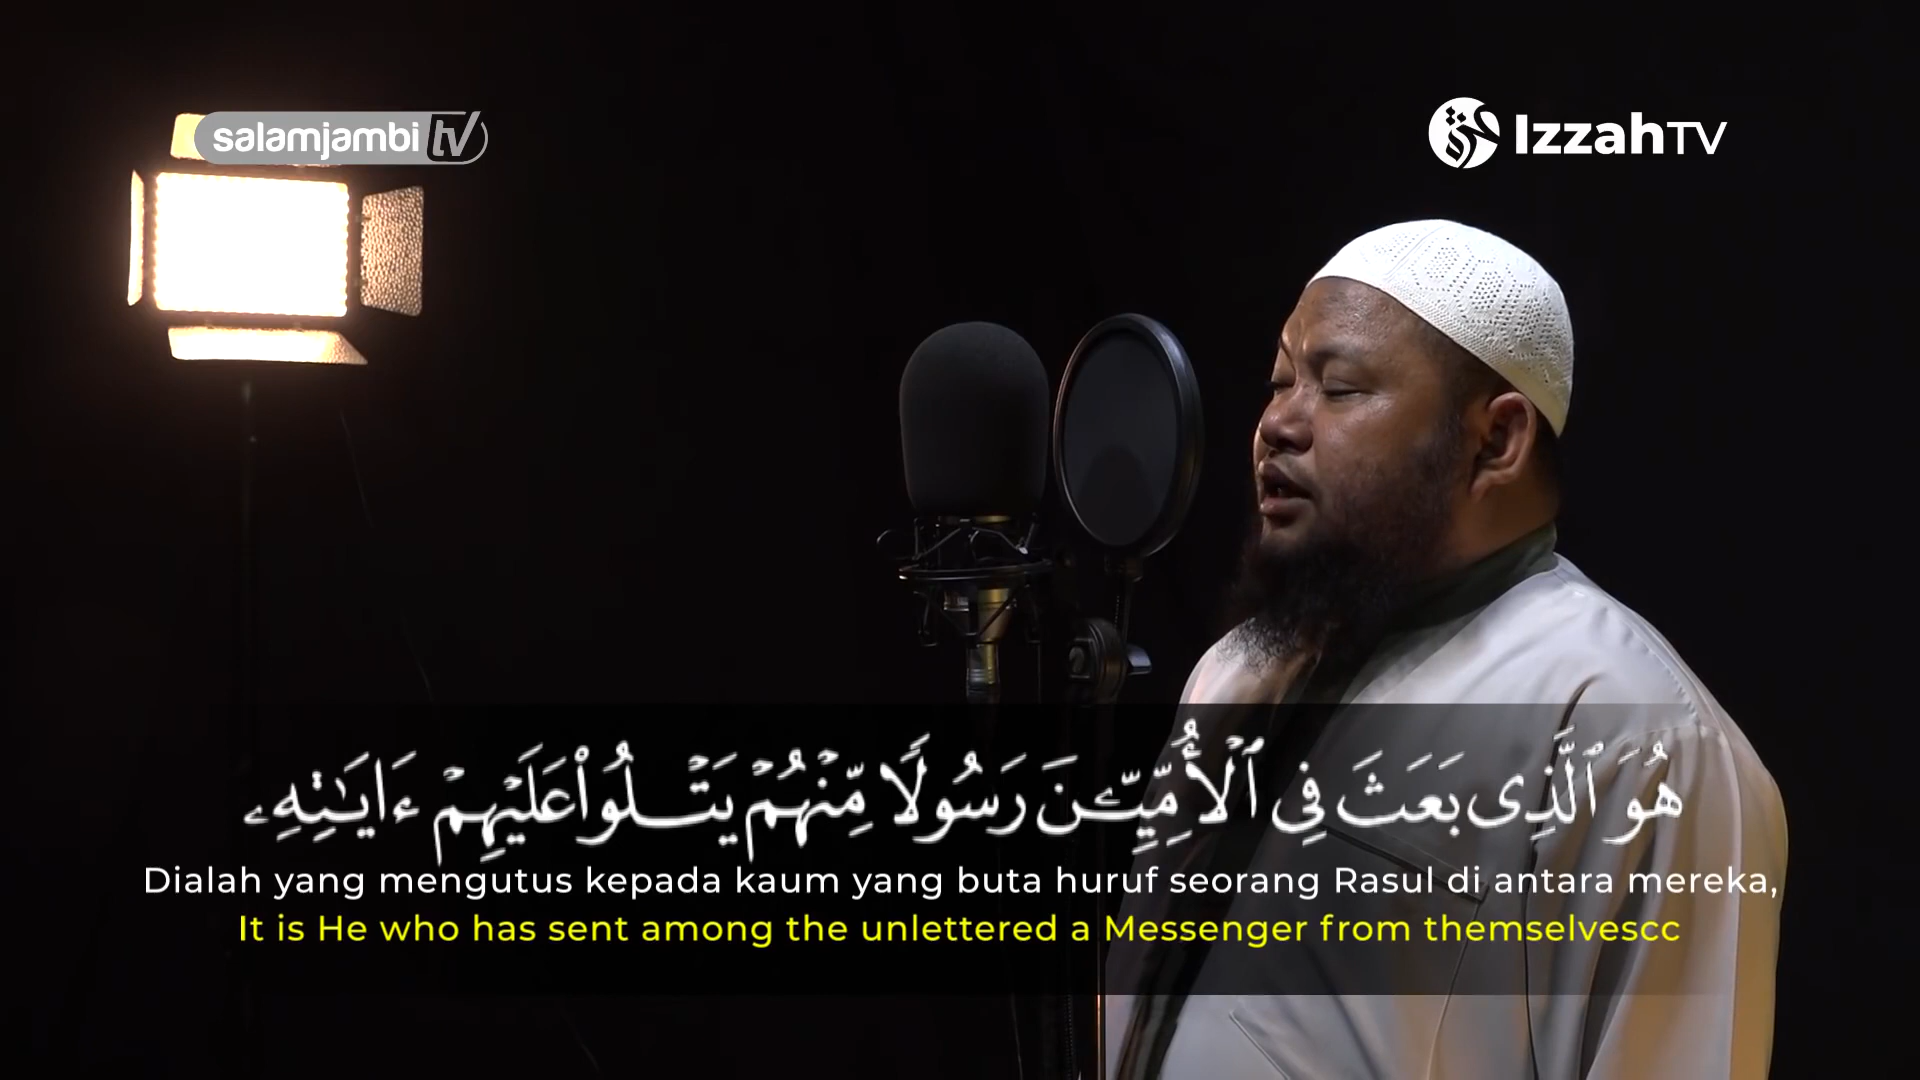 salamjambi tv
IzzahTV
هُوَ ٱلَّذِى بَعَثَ فِى ٱلْأُمِّيِّـۧنَ رَسُولًا مِّنْهُمْ يَتْلُوا۟ عَلَيْهِمْ ءَايَـٰتِهِۦ
Dialah yang mengutus kepada kaum yang buta huruf seorang Rasul di antara mereka,
It is He who has sent among the unlettered a Messenger from themselvescc